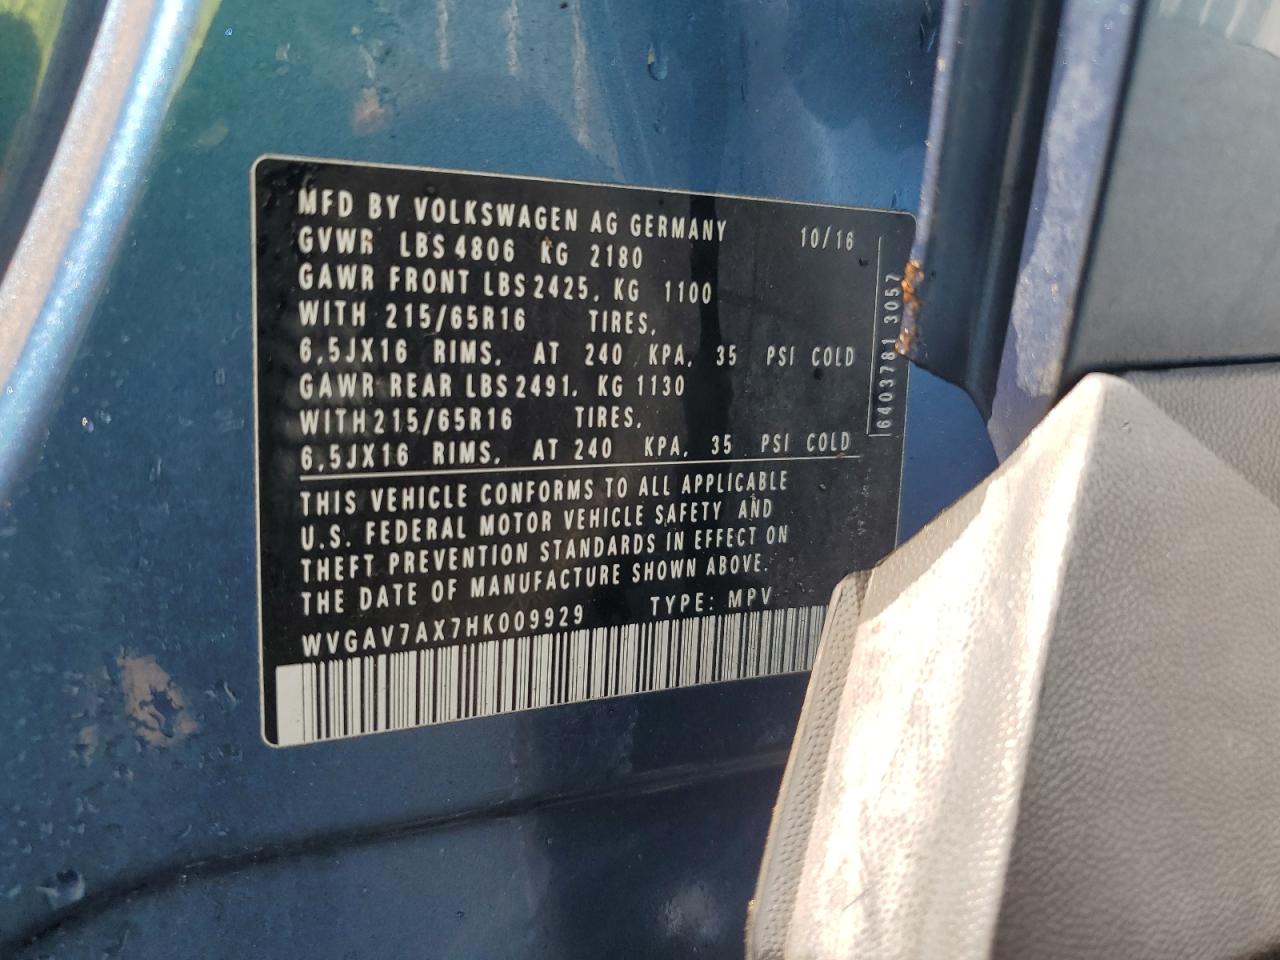 MFD BY VOLKSWAGEN AG GERMANY 10/16
GVWR LBS 4806 KG 2180
GAWR FRONT LBS 2425, KG 1100
WITH 215/65R16 TIRES,
6,5JX16 RIMS, AT 240 KPA, 35 PSI COLD
GAWR REAR LBS 2491, KG 1130
WITH 215/65R16 TIRES,
6,5JX16 RIMS, AT 240 KPA, 35 PSI COLD
THIS VEHICLE CONFORMS TO ALL APPLICABLE
U.S. FEDERAL MOTOR VEHICLE SAFETY AND
THEFT PREVENTION STANDARDS IN EFFECT ON
THE DATE OF MANUFACTURE SHOWN ABOVE.
WVGAV7AX7HK009929 TYPE: MPV
6403781 3057